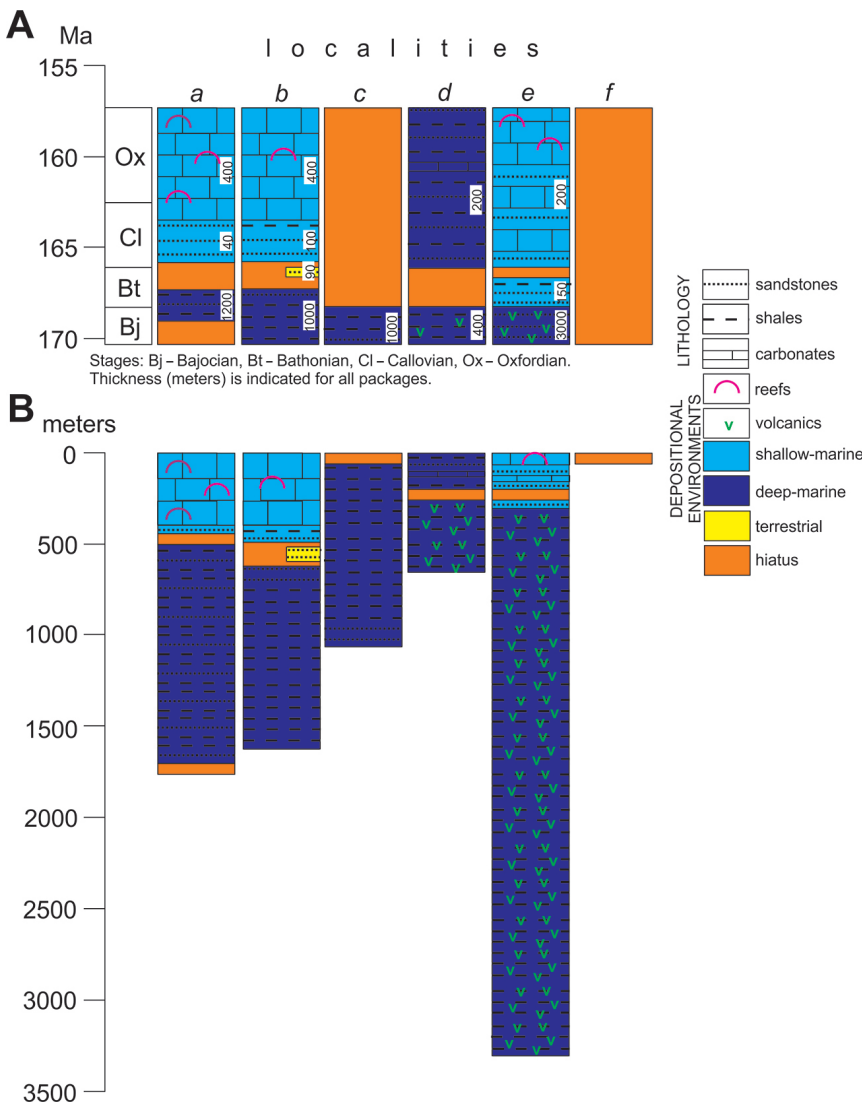 A
Ma
localities
155
160
165
170
a
b
c
d
e
f
Ox
Cl
Bt
Bj
400
40
1200
400
100
90
1000
1000
200
400
200
50
3000
Stages: Bj – Bajocian, Bt – Bathonian, Cl – Callovian, Ox – Oxfordian.
Thickness (meters) is indicated for all packages.
LITHOLOGY
sandstones
shales
carbonates
reefs
volcanics
DEPOSITIONAL
ENVIRONMENTS
shallow-marine
deep-marine
terrestrial
hiatus
B
meters
0
500
1000
1500
2000
2500
3000
3500